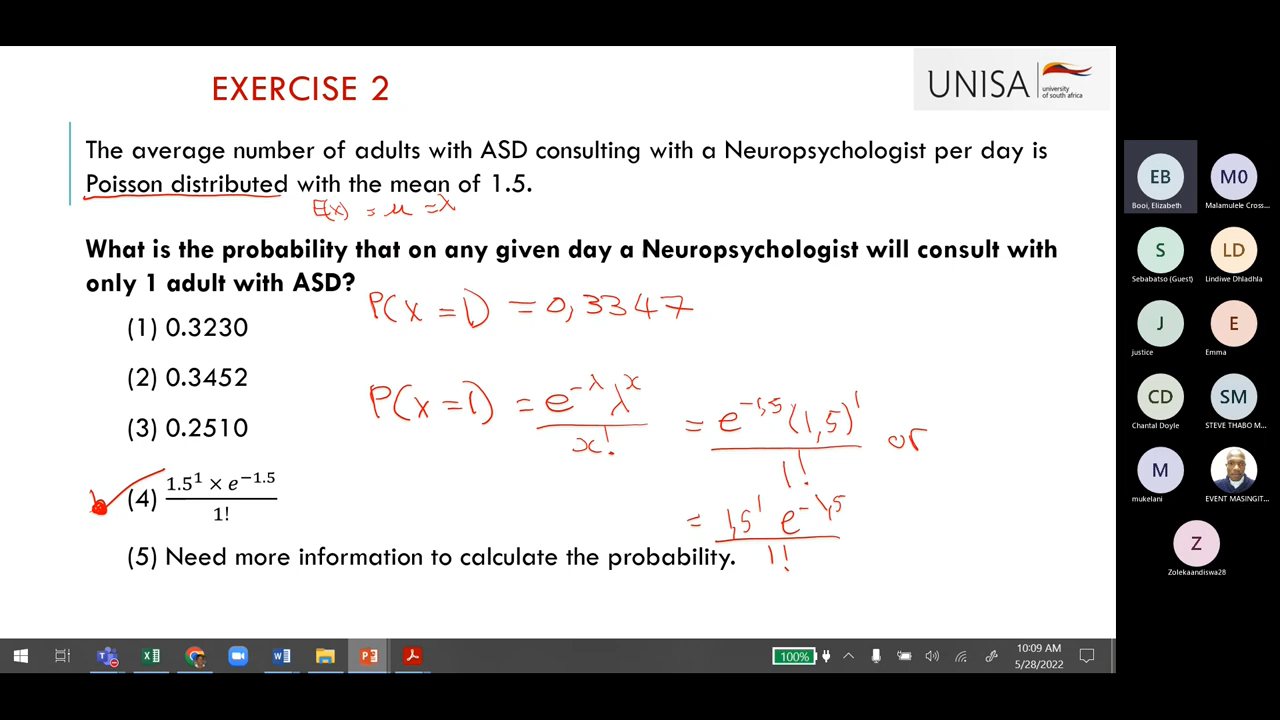 EXERCISE 2
UNISA
university
of south africa
The average number of adults with ASD consulting with a Neuropsychologist per day is
Poisson distributed with the mean of 1.5.
E(x) = μ = λ
What is the probability that on any given day a Neuropsychologist will consult with
only 1 adult with ASD?
P(x = 1) = 0,3347
(1) 0.3230
(2) 0.3452
P(x = 1) = e^-λ λ^x / x! = e^-1,5 (1,5)^1 / 1! or
(3) 0.2510
(4) 1.5^1 × e^−1.5 / 1!
= 1,5^1 e^-1,5 / 1!
(5) Need more information to calculate the probability.
EB
Booi, Elizabeth
M0
Malamulele Cross...
S
Sebabatso (Guest)
LD
Lindiwe Dhladhla
J
justice
E
Emma
CD
Chantal Doyle
SM
STEVE THABO M...
M
mukelani
EVENT MASINGIT...
Z
Zolekaandiswa28
100%
10:09 AM
5/28/2022